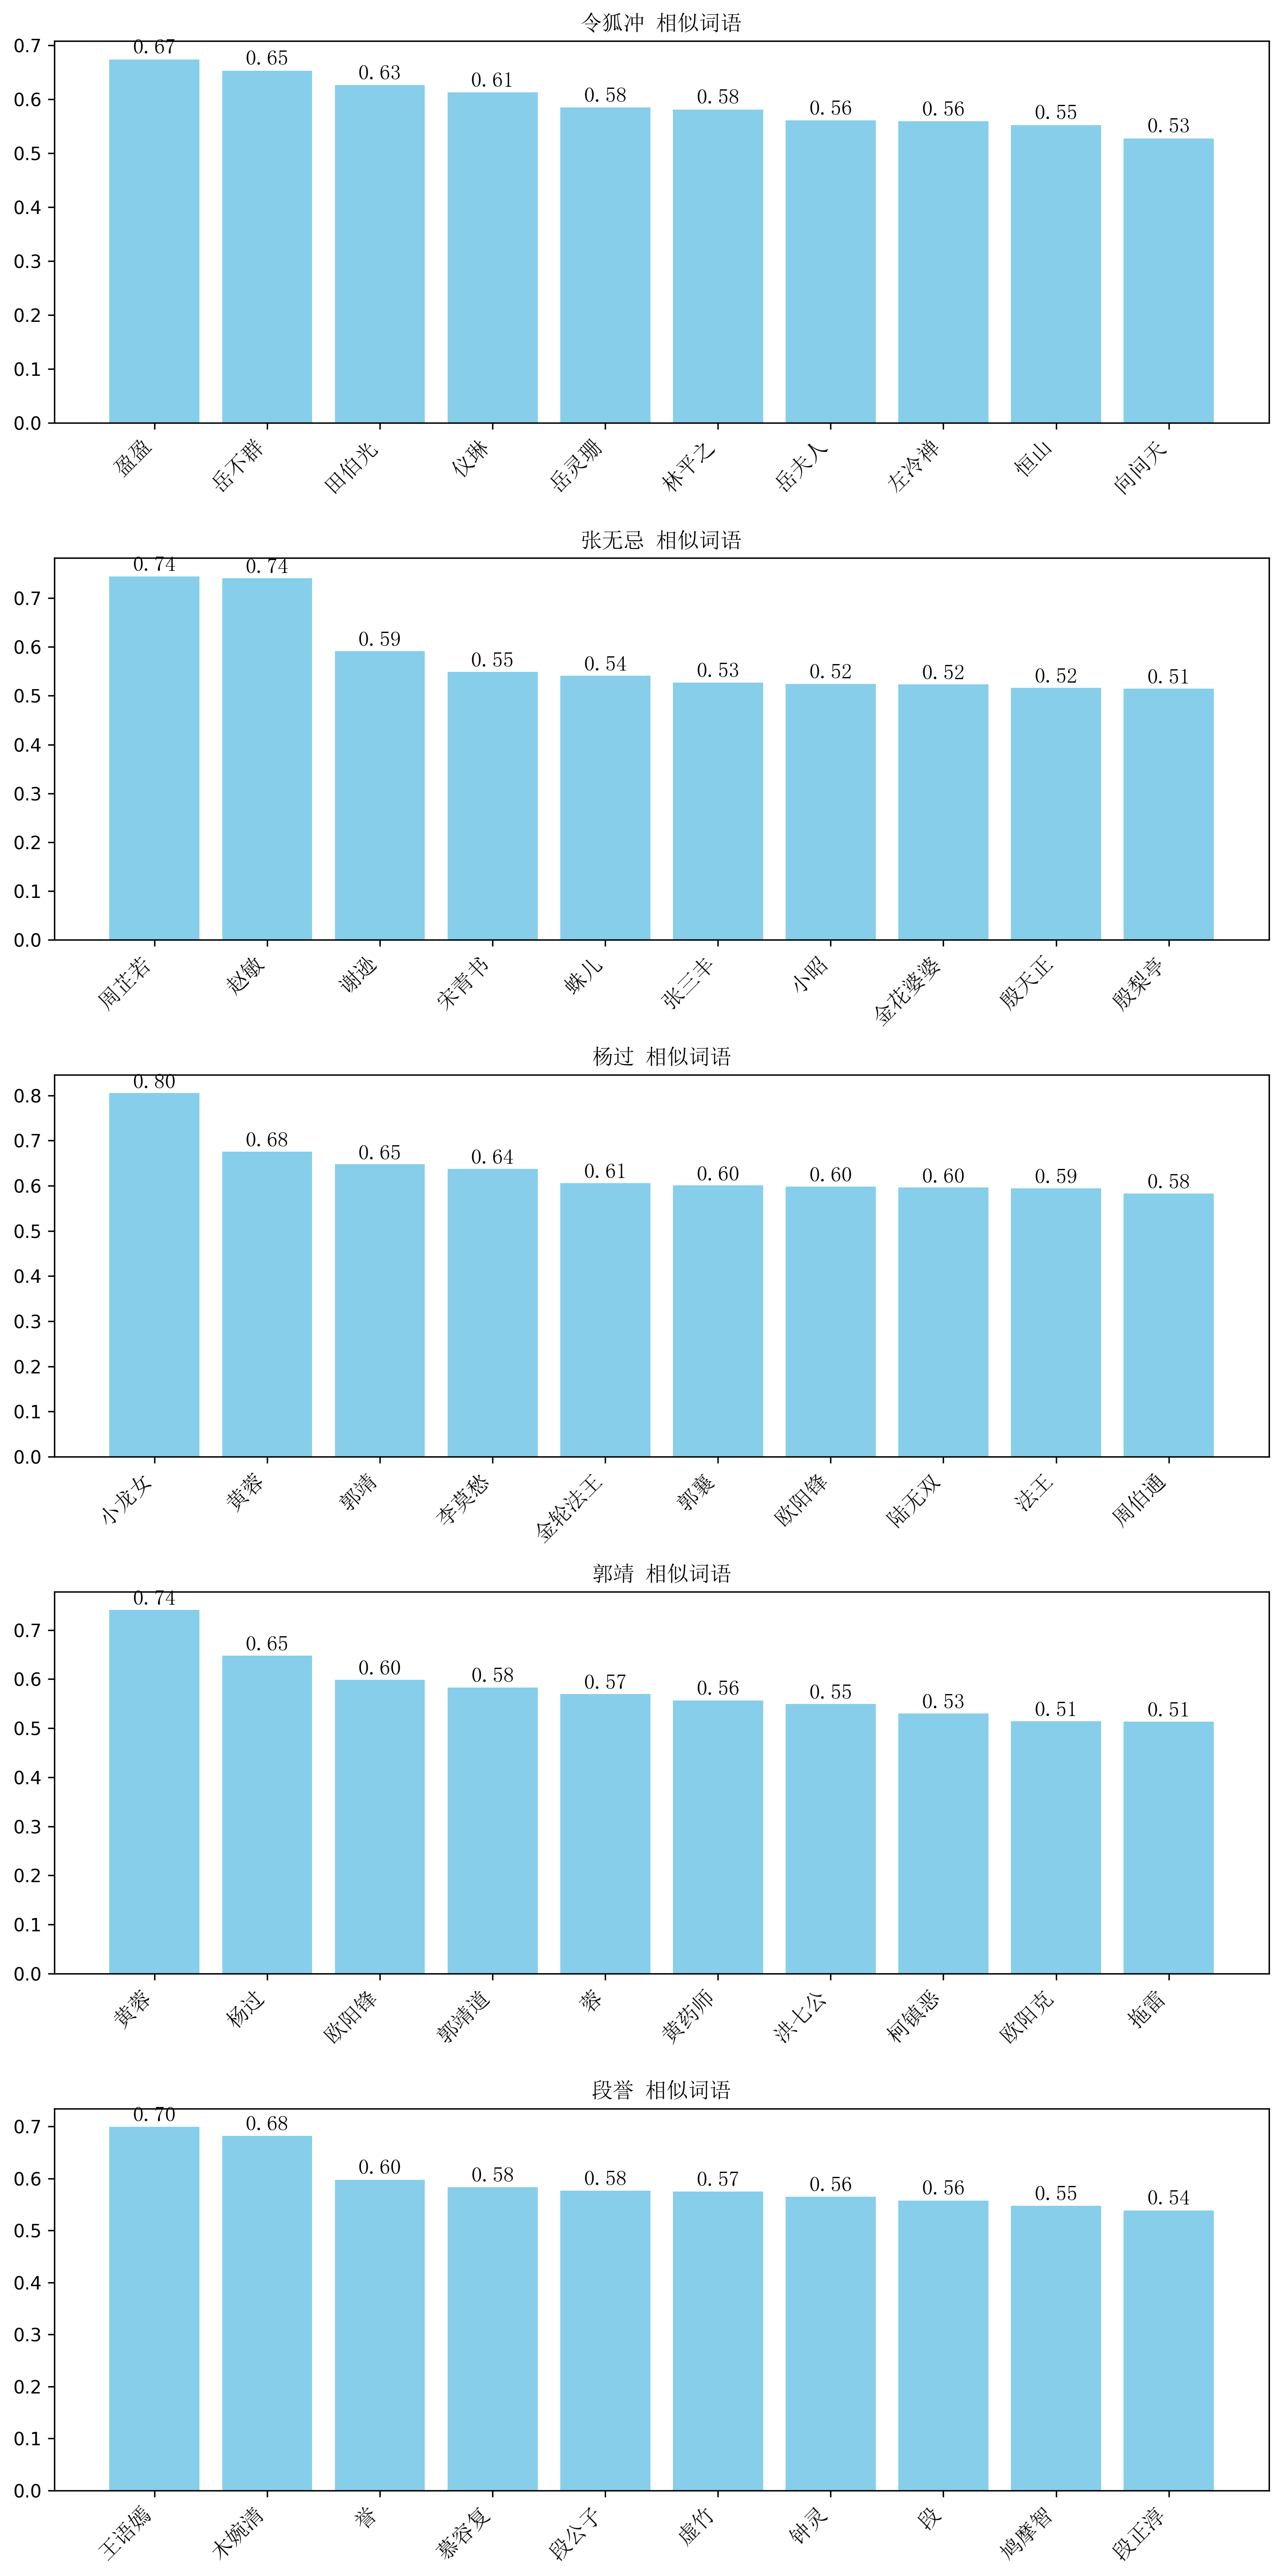 令狐冲 相似词语
0.7
0.6
0.5
0.4
0.3
0.2
0.1
0.0
0.67
0.65
0.63
0.61
0.58
0.58
0.56
0.56
0.55
0.53
盈盈
岳不群
田伯光
仪琳
岳灵珊
林平之
岳夫人
左冷禅
恒山
向问天
张无忌 相似词语
0.7
0.6
0.5
0.4
0.3
0.2
0.1
0.0
0.74
0.74
0.59
0.55
0.54
0.53
0.52
0.52
0.52
0.51
周芷若
赵敏
谢逊
宋青书
蛛儿
张三丰
小昭
金花婆婆
殷天正
殷梨亭
杨过 相似词语
0.8
0.7
0.6
0.5
0.4
0.3
0.2
0.1
0.0
0.80
0.68
0.65
0.64
0.61
0.60
0.60
0.60
0.59
0.58
小龙女
黄蓉
郭靖
李莫愁
金轮法王
郭襄
欧阳锋
陆无双
法王
周伯通
郭靖 相似词语
0.7
0.6
0.5
0.4
0.3
0.2
0.1
0.0
0.74
0.65
0.60
0.58
0.57
0.56
0.55
0.53
0.51
0.51
黄蓉
杨过
欧阳锋
郭靖道
蓉
黄药师
洪七公
柯镇恶
欧阳克
拖雷
段誉 相似词语
0.7
0.6
0.5
0.4
0.3
0.2
0.1
0.0
0.70
0.68
0.60
0.58
0.58
0.57
0.56
0.56
0.55
0.54
王语嫣
木婉清
誉
慕容复
段公子
虚竹
钟灵
段
鸠摩智
段正淳